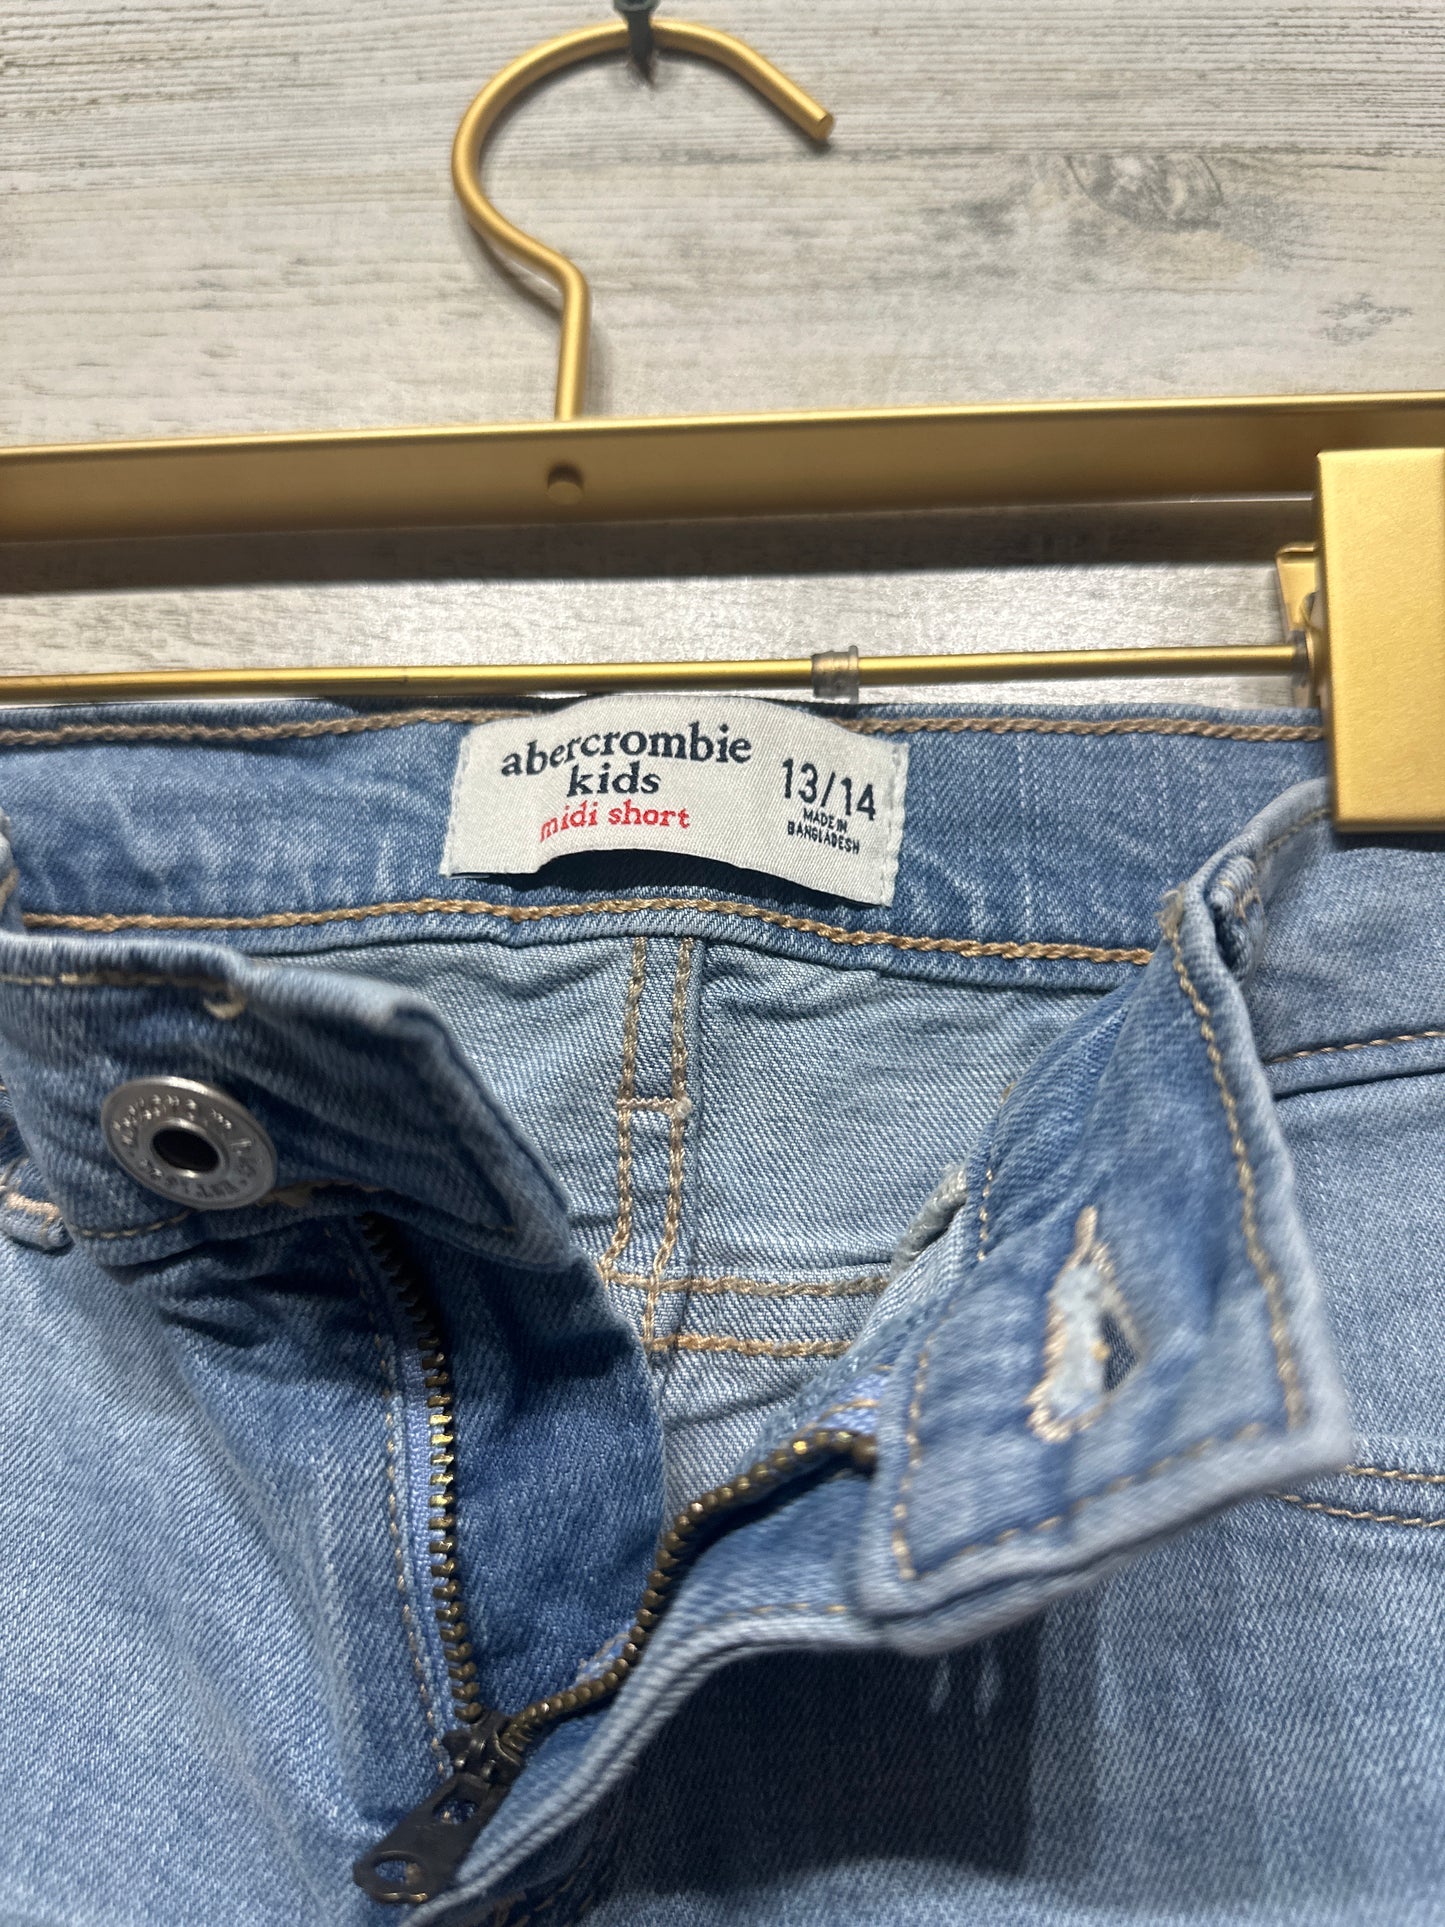 abercrombie
kids
midi short
13/14
MADE IN
BANGLADESH